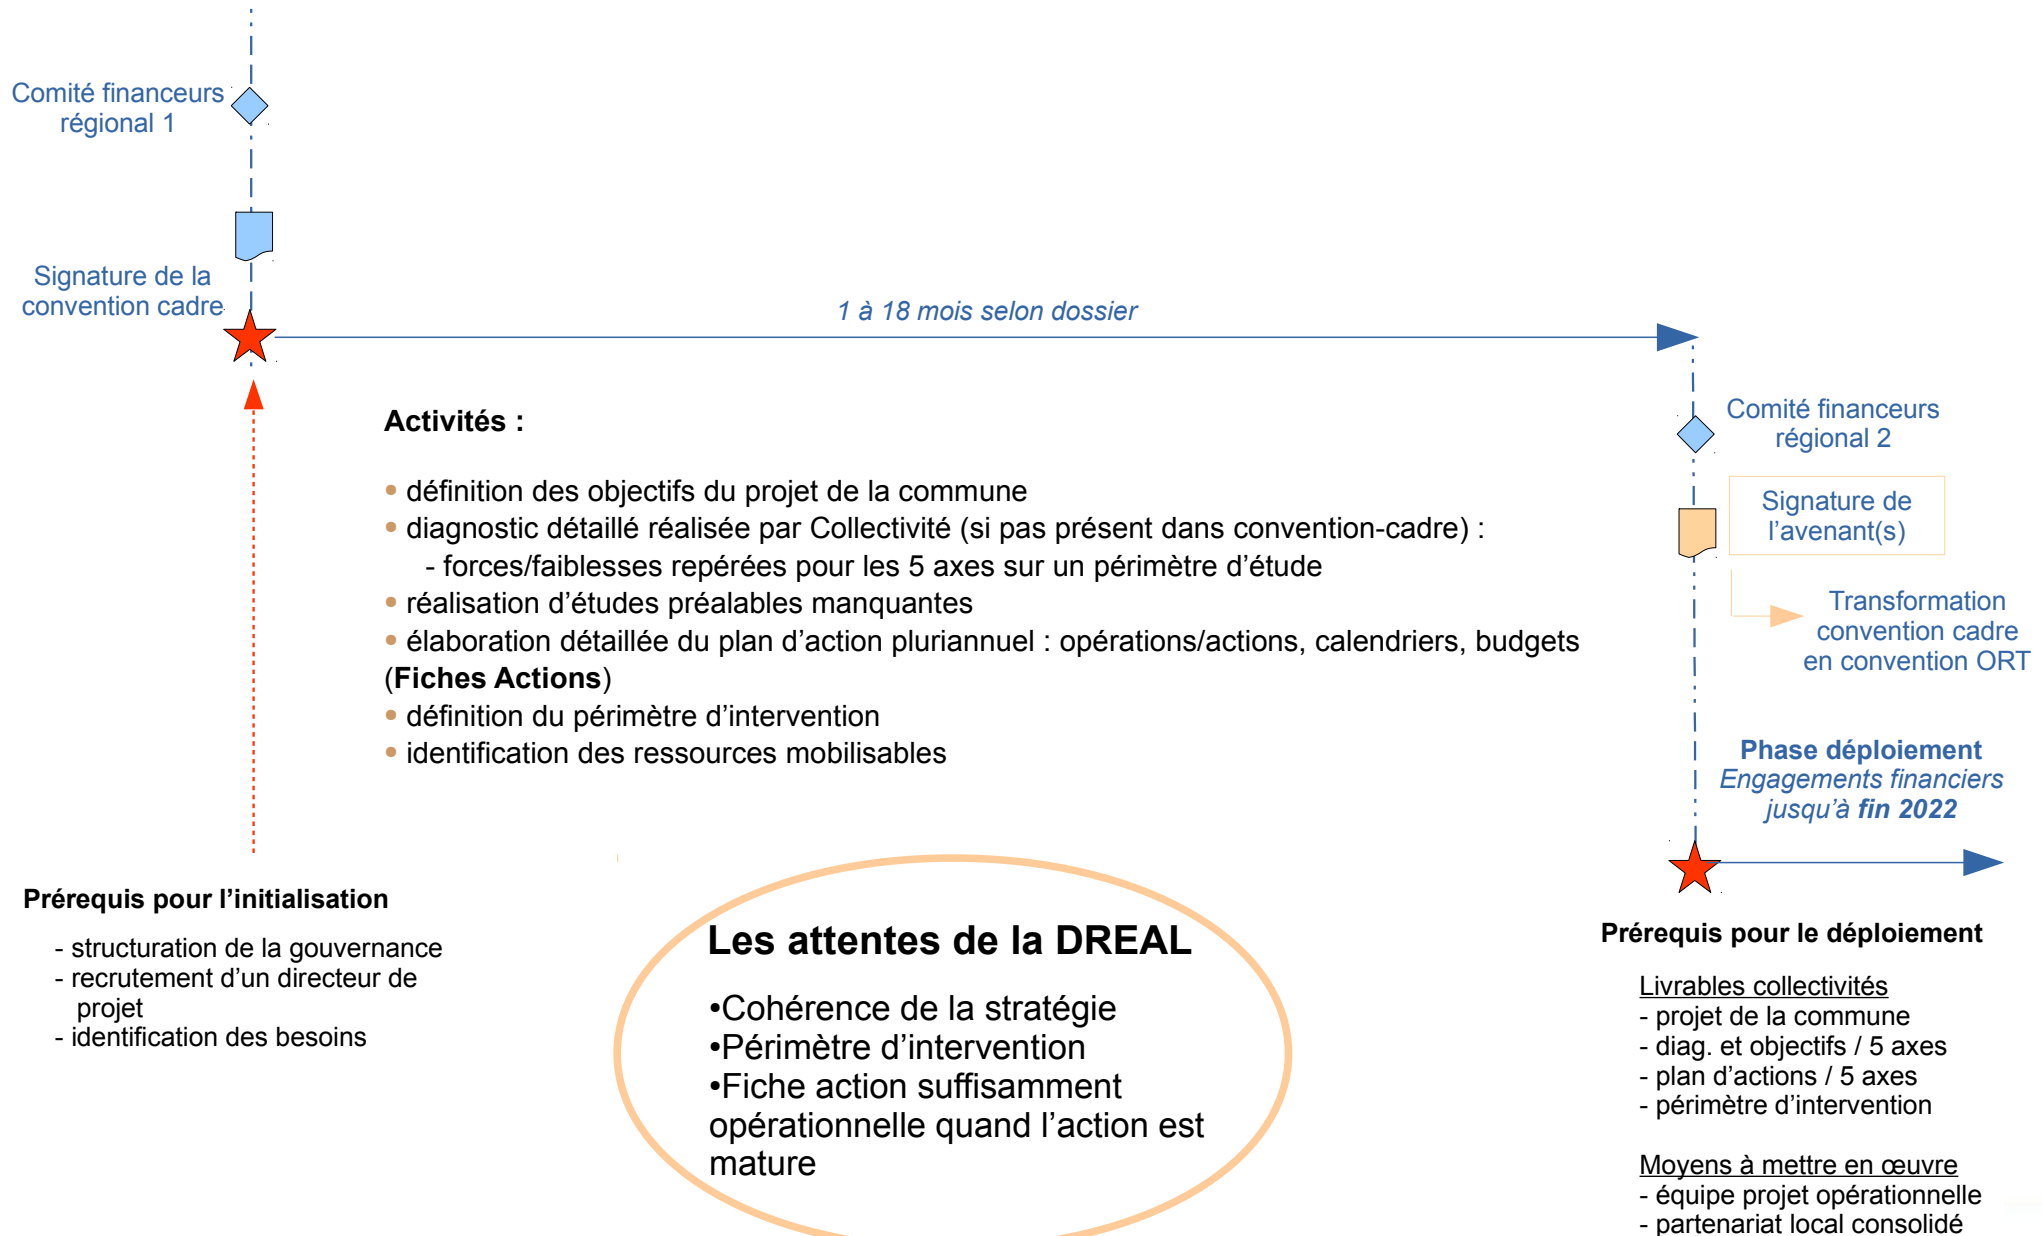 Comité financeurs
régional 1
Signature de la
convention cadre
1 à 18 mois selon dossier
Activités :
• définition des objectifs du projet de la commune
• diagnostic détaillé réalisée par Collectivité (si pas présent dans convention-cadre) :
- forces/faiblesses repérées pour les 5 axes sur un périmètre d’étude
• réalisation d’études préalables manquantes
• élaboration détaillée du plan d’action pluriannuel : opérations/actions, calendriers, budgets
(Fiches Actions)
• définition du périmètre d’intervention
• identification des ressources mobilisables
Comité financeurs
régional 2
Signature de
l’avenant(s)
Transformation
convention cadre
en convention ORT
Phase déploiement
Engagements financiers
jusqu’à fin 2022
Prérequis pour l’initialisation
- structuration de la gouvernance
- recrutement d’un directeur de
projet
- identification des besoins
Les attentes de la DREAL
•Cohérence de la stratégie
•Périmètre d’intervention
•Fiche action suffisamment
opérationnelle quand l’action est
mature
Prérequis pour le déploiement
Livrables collectivités
- projet de la commune
- diag. et objectifs / 5 axes
- plan d’actions / 5 axes
- périmètre d’intervention
Moyens à mettre en œuvre
- équipe projet opérationnelle
- partenariat local consolidé